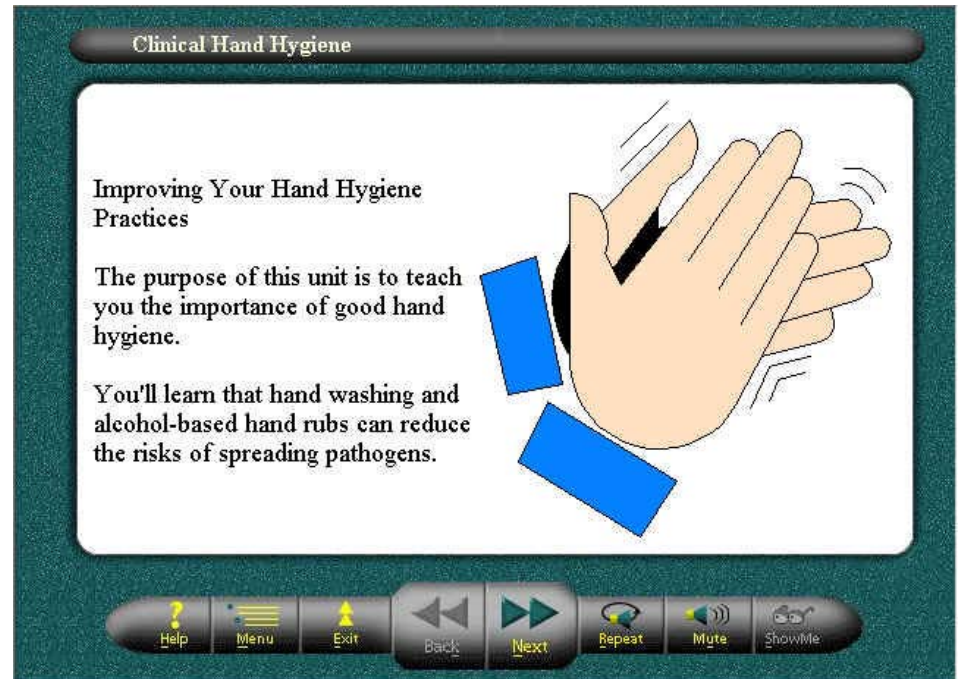 Clinical Hand Hygiene
Improving Your Hand Hygiene
Practices
The purpose of this unit is to teach
you the importance of good hand
hygiene.
You'll learn that hand washing and
alcohol-based hand rubs can reduce
the risks of spreading pathogens.
Help Menu Exit Back Next Repeat Mute ShowMe